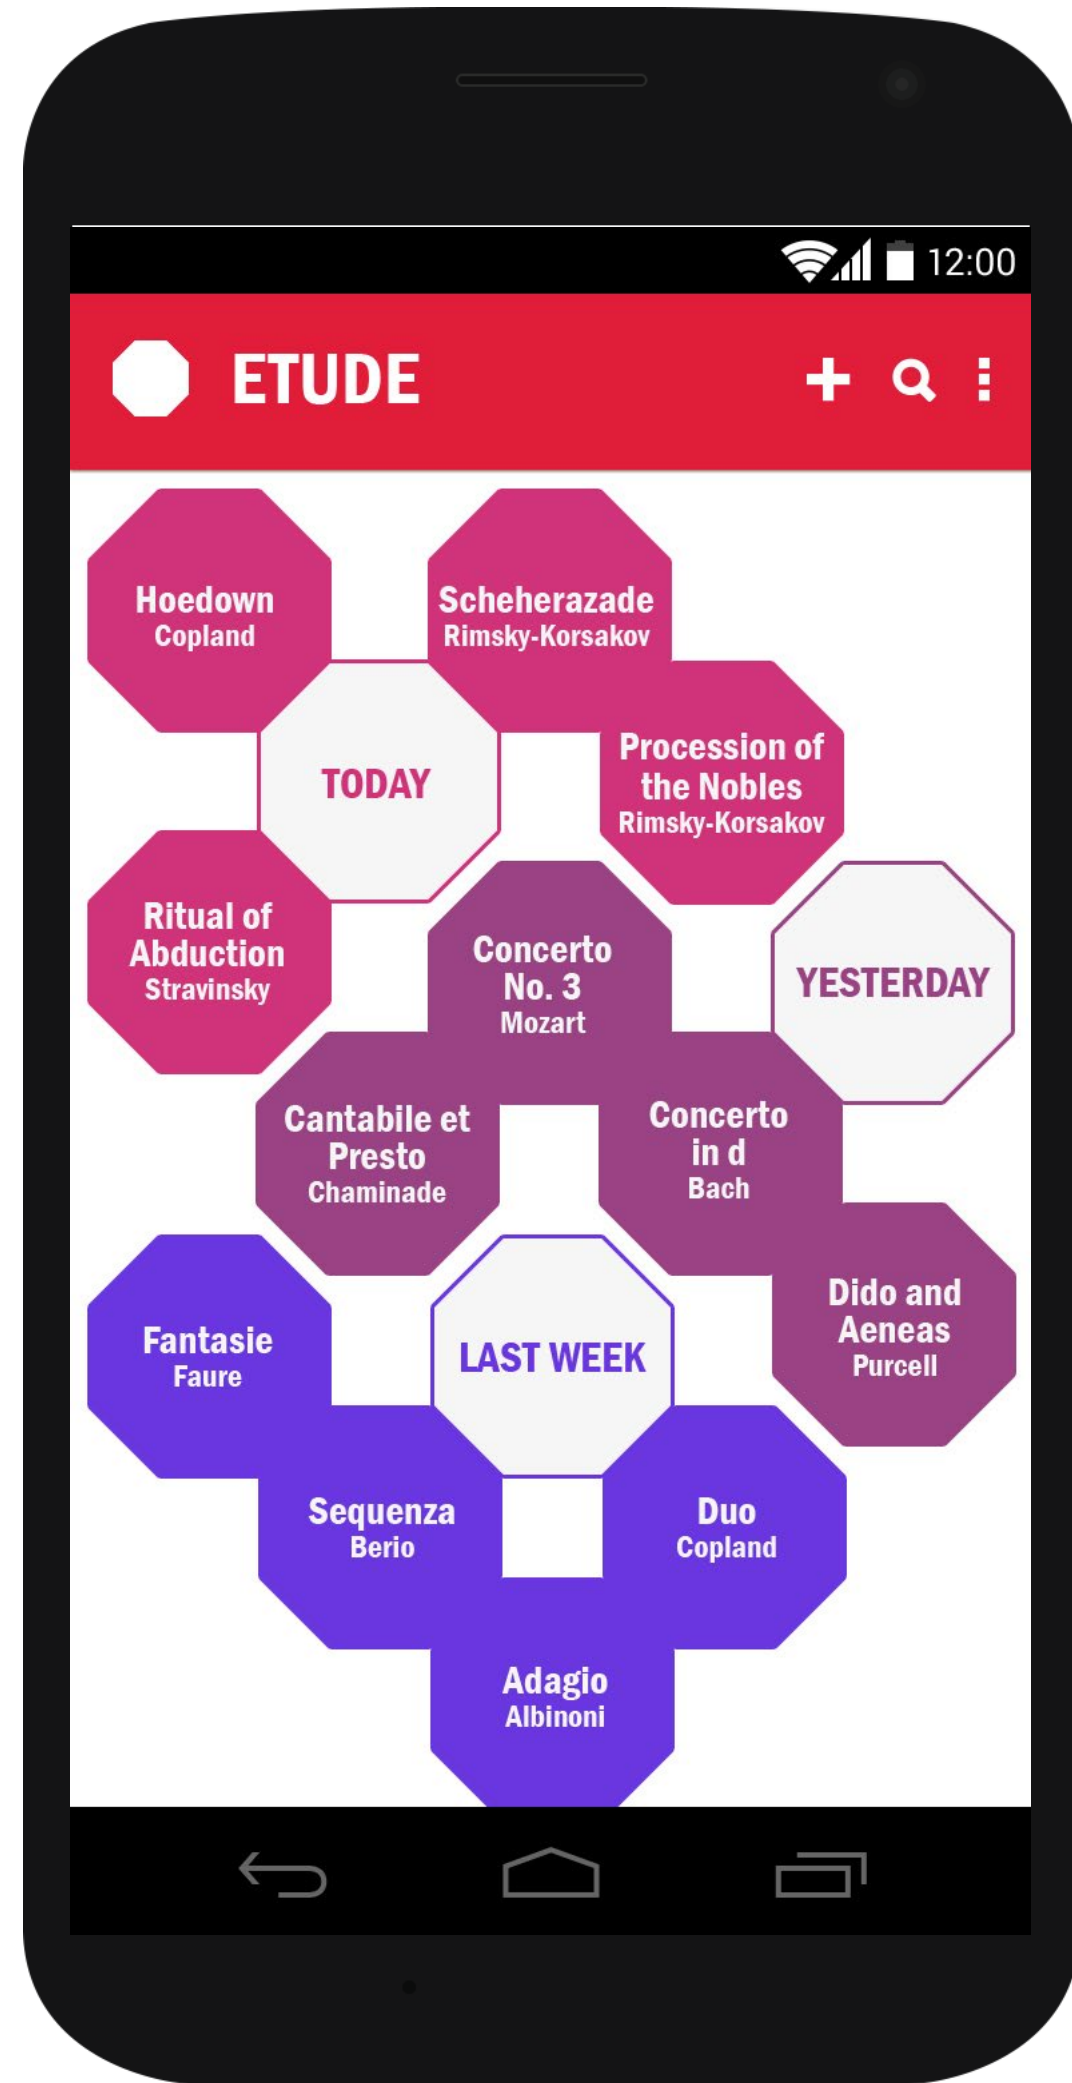 12:00
ETUDE
Hoedown
Copland
Scheherazade
Rimsky-Korsakov
TODAY
Procession of
the Nobles
Rimsky-Korsakov
Ritual of
Abduction
Stravinsky
Concerto
No. 3
Mozart
YESTERDAY
Cantabile et
Presto
Chaminade
Concerto
in d
Bach
Fantasie
Faure
LAST WEEK
Dido and
Aeneas
Purcell
Sequenza
Berio
Duo
Copland
Adagio
Albinoni